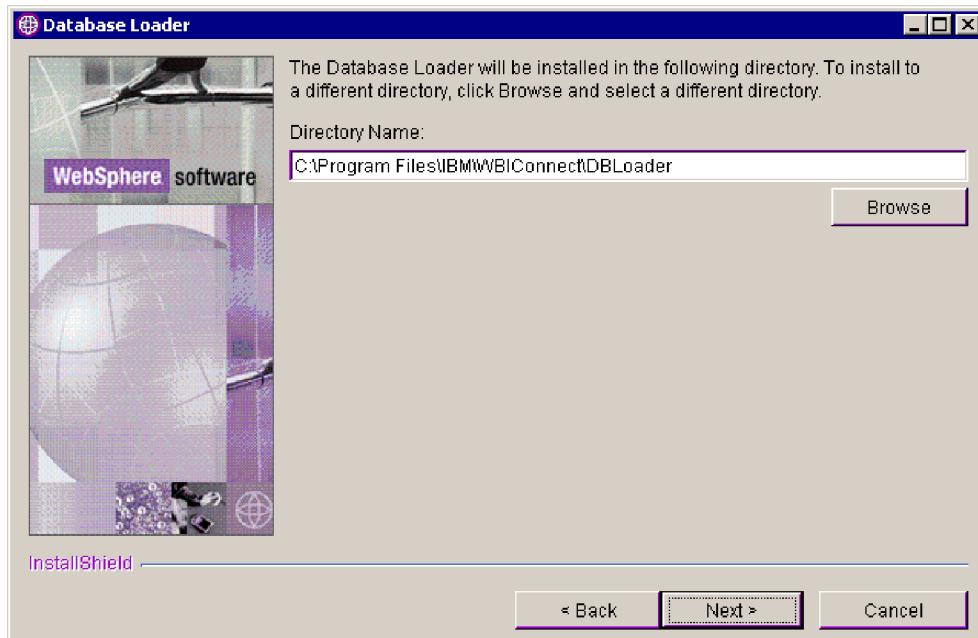 Database Loader
The Database Loader will be installed in the following directory. To install to
a different directory, click Browse and select a different directory.
Directory Name:
C:\Program Files\IBM\WBIConnect\DBLoader
Browse
WebSphere software
InstallShield
< Back
Next >
Cancel